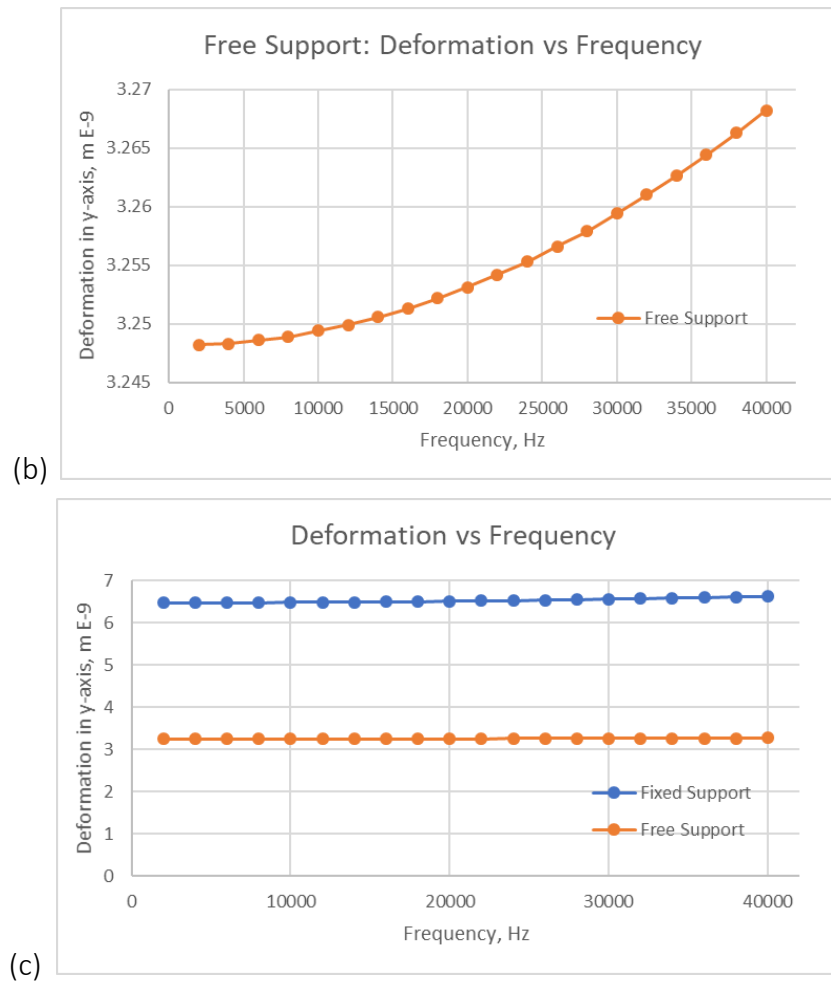 Free Support: Deformation vs Frequency
3.27
3.265
3.26
3.255
3.25
3.245
Deformation in y-axis, m E-9
Free Support
0 5000 10000 15000 20000 25000 30000 35000 40000
Frequency, Hz
(b)
Deformation vs Frequency
7
6
5
4
3
2
1
0
Deformation in y-axis, m E-9
Fixed Support
Free Support
0 10000 20000 30000 40000
Frequency, Hz
(c)